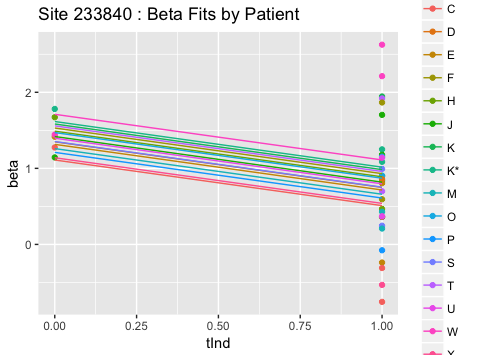 Site 233840 : Beta Fits by Patient
beta
2
1
0
0.00
0.25
0.50
0.75
1.00
tInd
C
D
E
F
H
J
K
K*
M
O
P
S
T
U
W